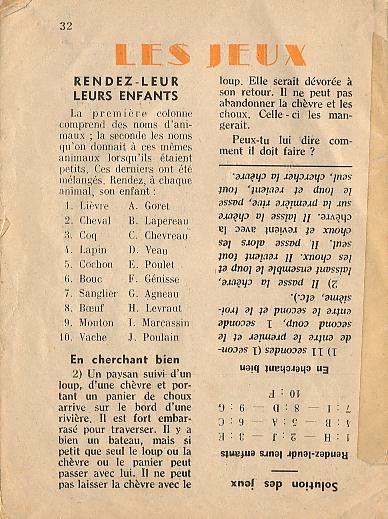 32
LES JEUX
RENDEZ-LEUR
LEURS ENFANTS
La première colonne
comprend des noms d'ani-
maux ; la seconde les noms
qu'on donnait à ces mêmes
animaux lorsqu'ils étaient
petits. Ces derniers ont été
mélangés. Rendez, à chaque
animal, son enfant :
1. Lièvre A. Goret
2. Cheval B. Lapereau
3. Coq C. Chevreau
4. Lapin D. Veau
5. Cochon E. Poulet
6. Bouc F. Génisse
7. Sanglier G. Agneau
8. Bœuf H. Levraut
9. Mouton I. Marcassin
10. Vache J. Poulain
En cherchant bien
2) Un paysan suivi d'un
loup, d'une chèvre et por-
tant un panier de choux
arrive sur le bord d'une
rivière. Il est fort embar-
rasé pour traverser. Il y a
bien un bateau, mais si
petit que seul le loup ou la
chèvre ou le panier peut
passer avec lui. Il ne peut
pas laisser la chèvre avec le
loup. Elle serait dévorée à
son retour. Il ne peut pas
abandonner la chèvre et les
choux. Celle-ci les man-
gerait.
Peux-tu lui dire com-
ment il doit faire ?
Solution des jeux
Rendez-leudr leurs enfants
1 : H — 2 : J — 3 : E
4 : B — 5 : A — 6 : C
7 : I — 8 : D — 9 : G
10 : F
En cherchant bien
1) 11 secondes (1 secon-
de entre le premier et le
second coup, 1 seconde
entre le second et le troi-
sième, etc.).
2) Il passe la chèvre,
laissant ensemble le loup et
les choux. Il revient tout
seul. Il passe alors les
choux et revient avec la
chèvre. Il laisse la chèvre
sur la première rive, passe
le loup et revient, tout
seul, chercher la chèvre.